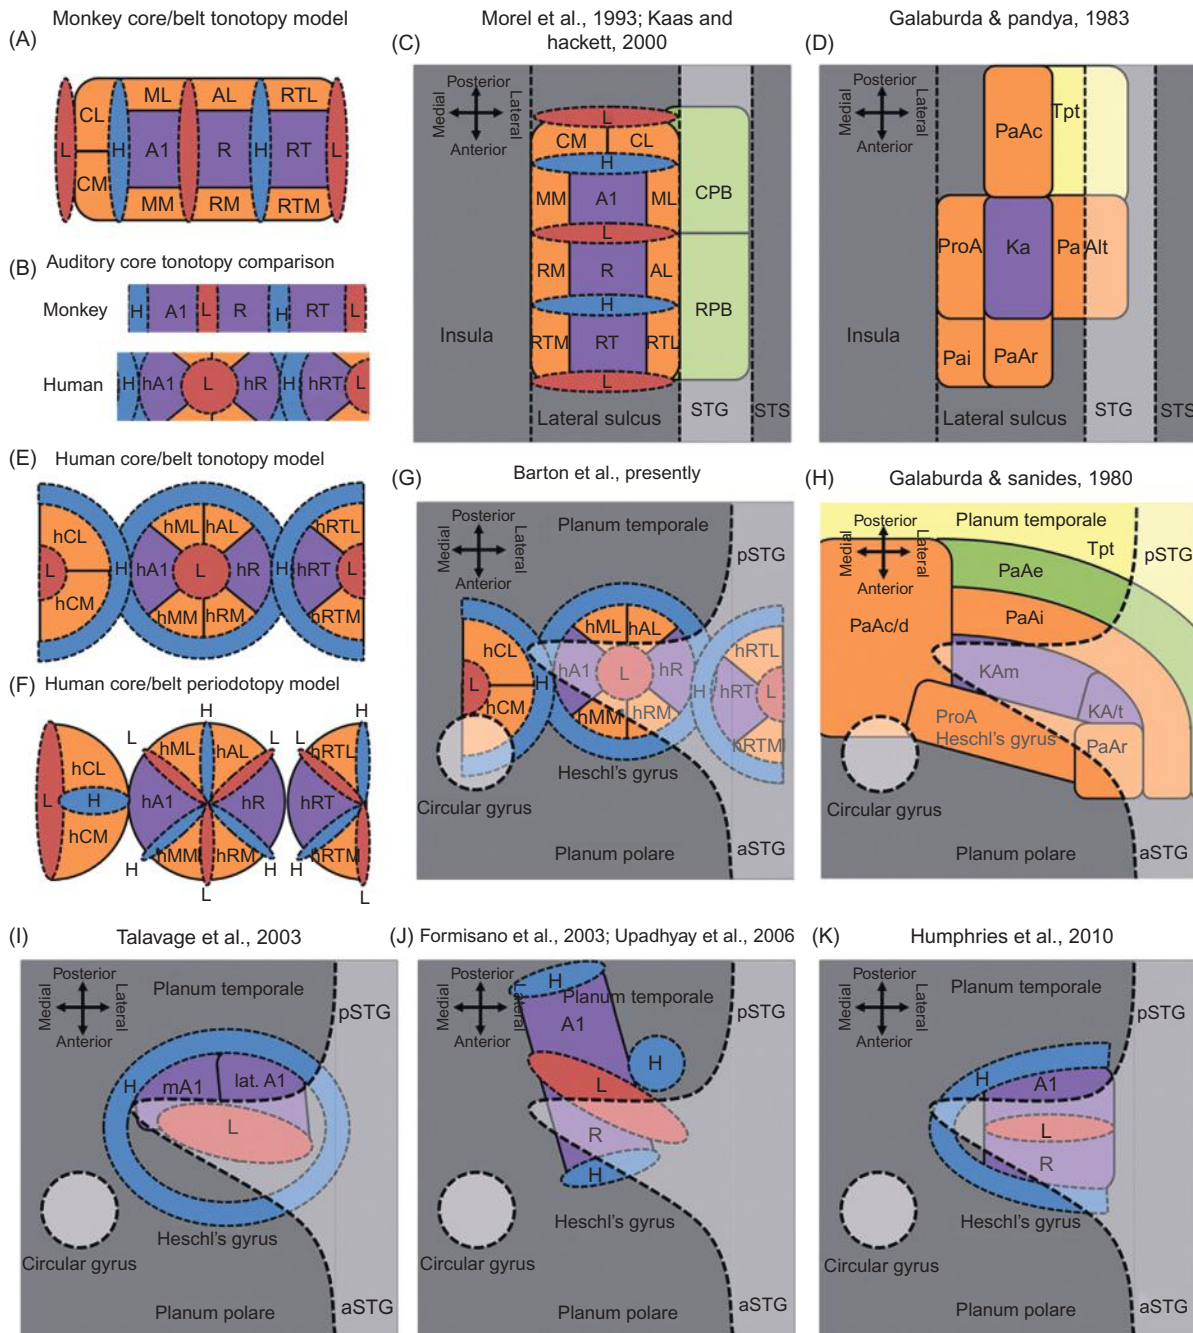 Monkey core/belt tonotopy model
(A)
ML AL RTL
CL
L H A1 R H RT L
CM
MM RM RTM
(B) Auditory core tonotopy comparison
Monkey H A1 L R H RT L
Human H hA1 L hR H hRT L
Morel et al., 1993; Kaas and
(C) hackett, 2000
Posterior
Medial Lateral
Anterior
L
CM CL
H
MM A1 ML CPB
L
RM R AL
H RPB
Insula
RTM RT RTL
L
Lateral sulcus STG STS
Galaburda & pandya, 1983
(D)
Posterior
Medial Lateral
Anterior
Tpt
PaAc
ProA Ka Pa Alt
Insula
Pai PaAr
Lateral sulcus STG STS
(E) Human core/belt tonotopy model
hML hAL hRTL
hCL
L H hA1 L hR H hRT L
hCM
hMM hRM hRTM
(F) Human core/belt periodotopy model
H H
L L L
hML hAL hRTL
hCL
L H hA1 hR hRT
hCM
hMM hRM hRTM
H H H
L L
(G) Barton et al., presently
Posterior Planum temporale
Medial Lateral pSTG
Anterior
hML hAL
hCL hRTL
L H hA1 L hR H hRT L
hCM
hMM hRM hRTM
Heschl's gyrus
Circular gyrus
Planum polare aSTG
(H) Galaburda & sanides, 1980
Posterior Planum temporale
Medial Lateral Tpt pSTG
Anterior PaAe
PaAc/d PaAi
KAm
ProA KA/t
Heschl's gyrus PaAr
Circular gyrus
Planum polare aSTG
(I) Talavage et al., 2003
Posterior Planum temporale
Medial Lateral pSTG
Anterior
H mA1 lat. A1
L
Heschl's gyrus
Circular gyrus
Planum polare aSTG
(J) Formisano et al., 2003; Upadhyay et al., 2006
Posterior H Planum temporale
Medial Lateral A1 pSTG
Anterior
H
L
R
H
Heschl's gyrus
Circular gyrus
Planum polare aSTG
(K) Humphries et al., 2010
Posterior Planum temporale
Medial Lateral pSTG
Anterior
H A1
L
R
Heschl's gyrus
Circular gyrus
Planum polare aSTG